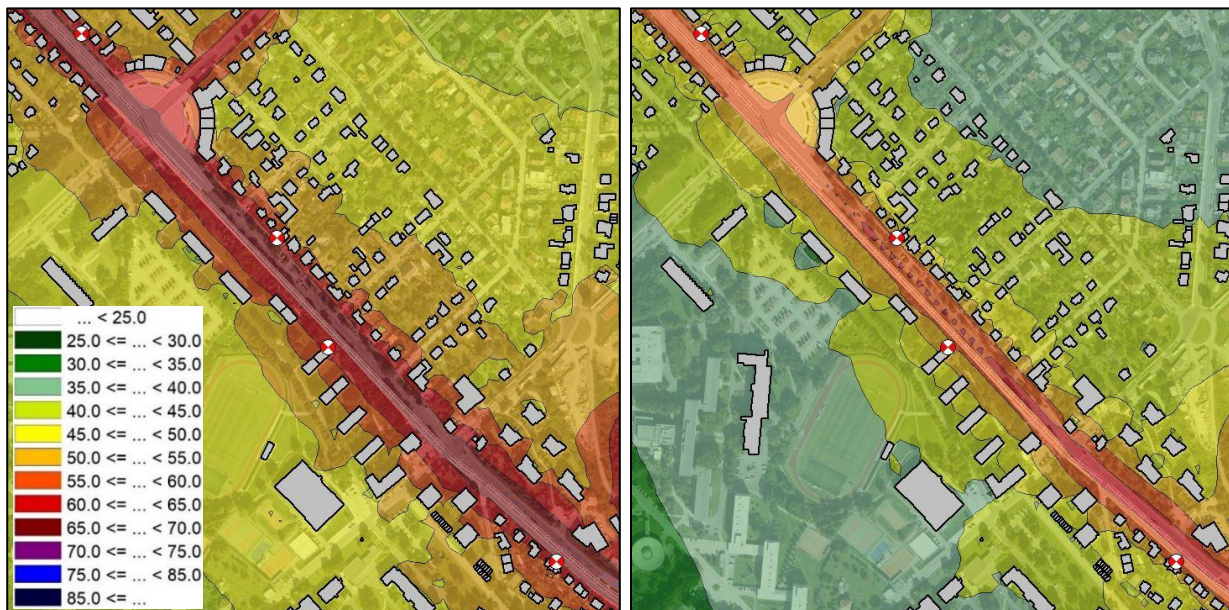 ... < 25.0
25.0 <= ... < 30.0
30.0 <= ... < 35.0
35.0 <= ... < 40.0
40.0 <= ... < 45.0
45.0 <= ... < 50.0
50.0 <= ... < 55.0
55.0 <= ... < 60.0
60.0 <= ... < 65.0
65.0 <= ... < 70.0
70.0 <= ... < 75.0
75.0 <= ... < 85.0
85.0 <= ...